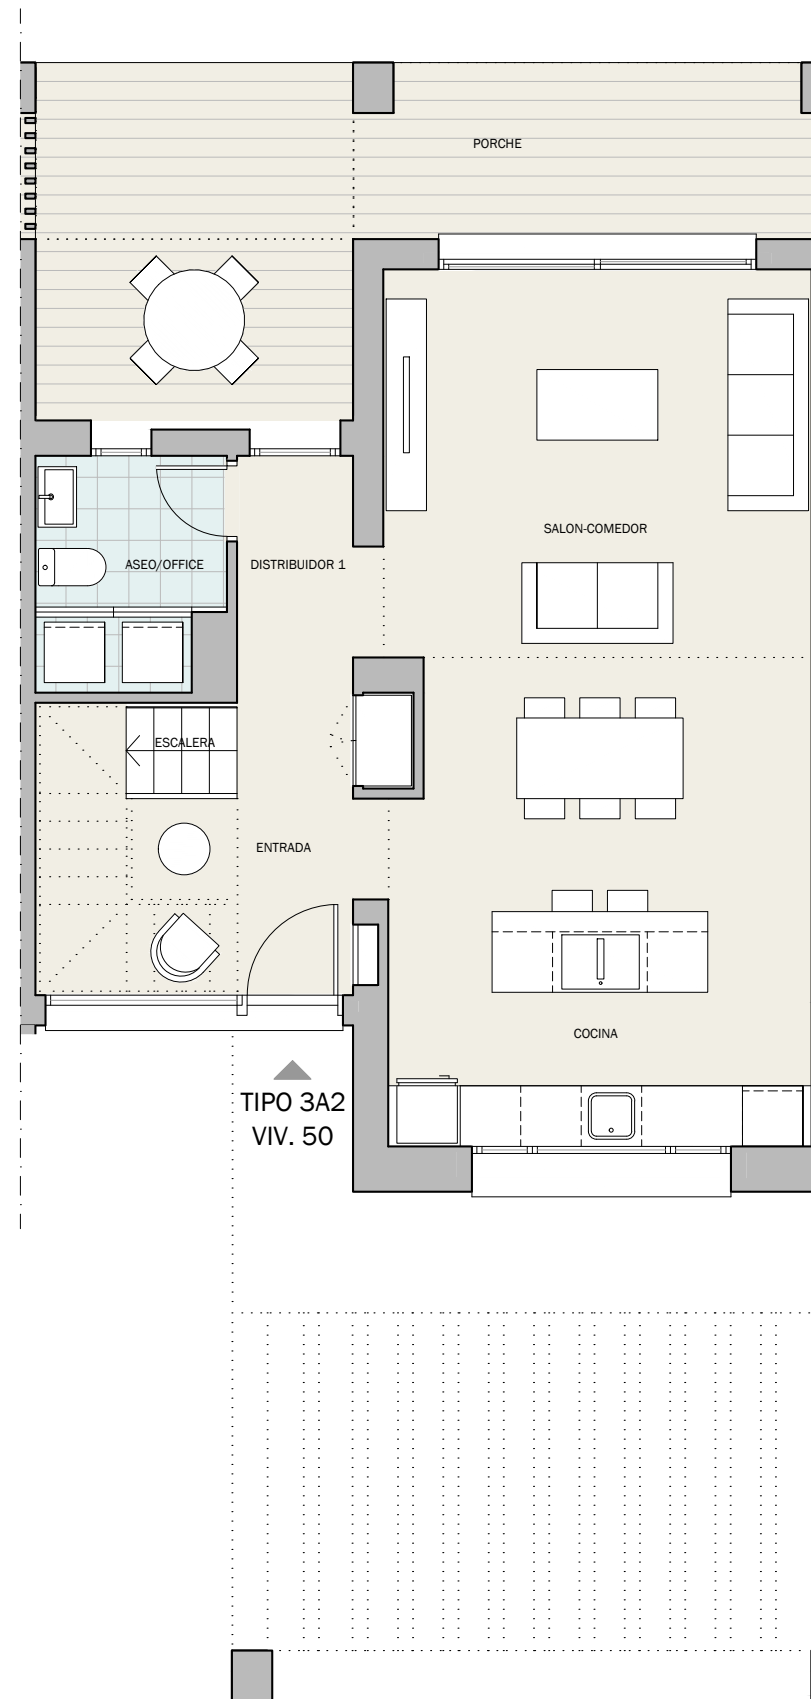 PORCHE
SALON-COMEDOR
ASEO/OFFICE
DISTRIBUIDOR 1
ESCALERA
ENTRADA
COCINA
TIPO 3A2
VIV. 50